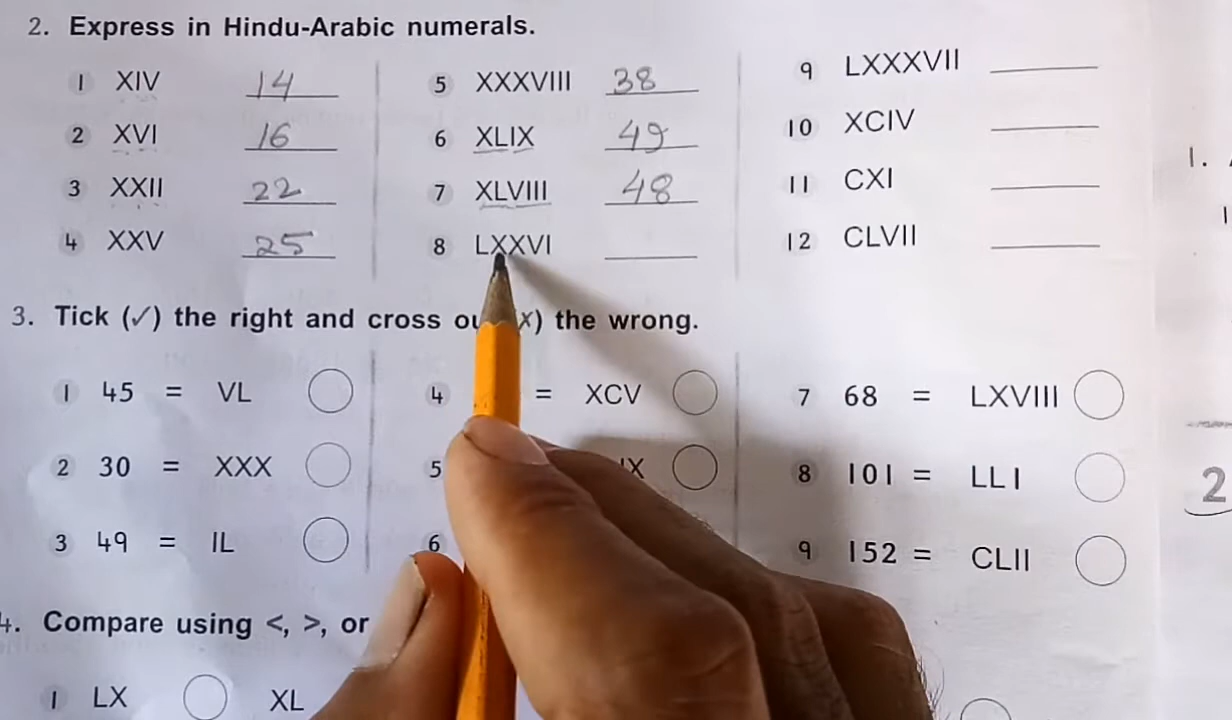 2. Express in Hindu-Arabic numerals.
1 XIV 14
2 XVI 16
3 XXII 22
4 XXV 25
5 XXXVIII 38
6 XLIX 49
7 XLVIII 48
8 LXXVI
9 LXXXVII
10 XCIV
11 CXI
12 CLVII
3. Tick (✓) the right and cross ou x) the wrong.
1 45 = VL
2 30 = XXX
3 49 = IL
4 = XCV
5 X
6
7 68 = LXVIII
8 101 = LLI
9 152 = CLII
4. Compare using <, >, or
1 LX XL
1.
2